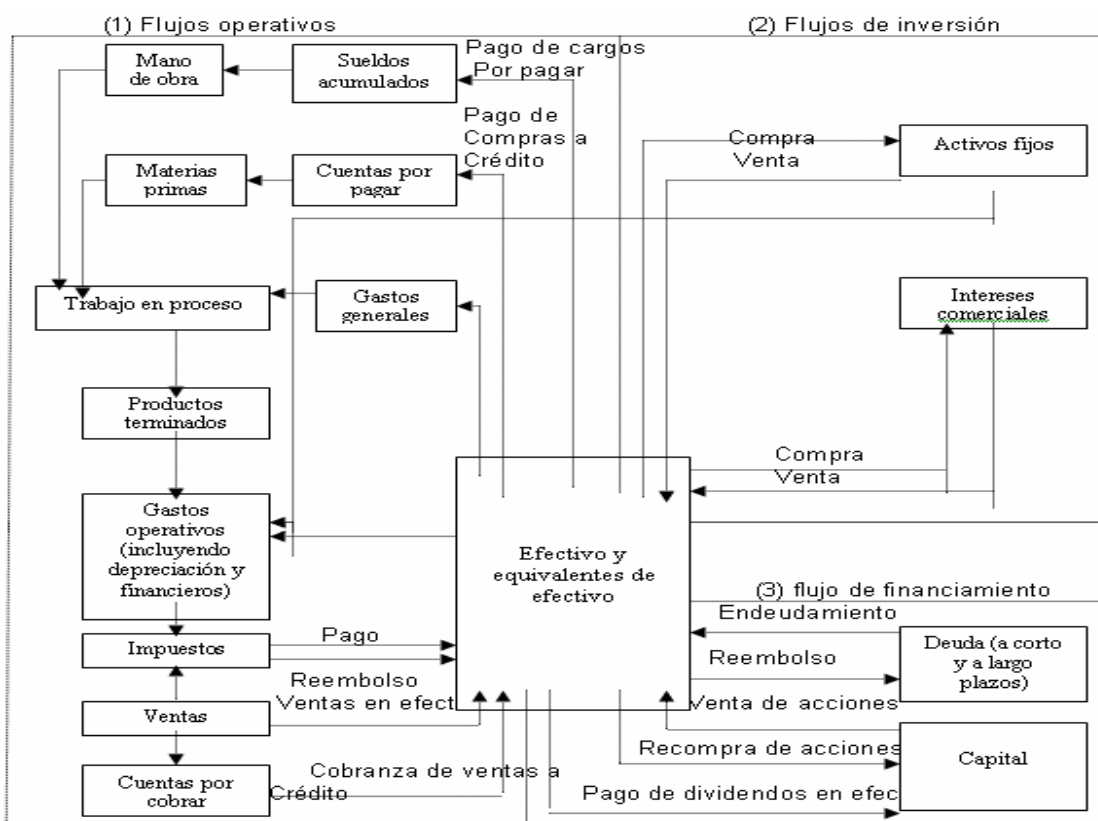 (1) Flujos operativos
(2) Flujos de inversión
Mano
de obra
Sueldos
acumulados
Pago de cargos
Por pagar
Pago de
Compras a
Crédito
Compra
Venta
Activos fijos
Materias
primas
Cuentas por
pagar
Trabajo en proceso
Gastos
generales
Intereses
comerciales
Productos
terminados
Compra
Venta
Gastos
operativos
(incluyendo
depreciación y
financieros)
Efectivo y
equivalentes de
efectivo
(3) flujo de financiamiento
Endeudamiento
Impuestos
Pago
Deuda (a corto
y a largo
plazos)
Reembolso
Reembolso
Ventas en efect
Ventas
Venta de acciones
Capital
Recompra de acciones
Cuentas por
cobrar
Cobranza de ventas a
Crédito
Pago de dividendos en efec